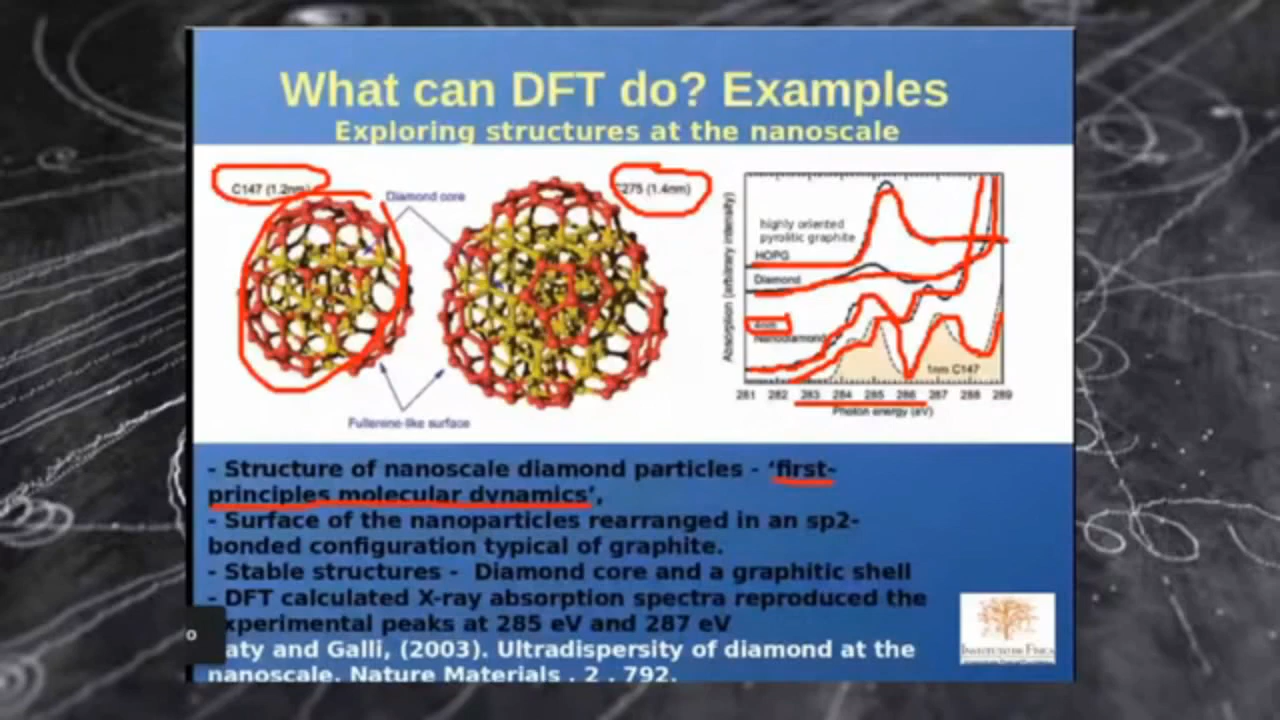 What can DFT do? Examples
Exploring structures at the nanoscale
C147 (1.2nm)
Diamond core
C275 (1.4nm)
Fullerene-like surface
Absorption (arbitrary intensity)
highly oriented
pyrolitic graphite
HOPG
Diamond
4nm
Nanodiamond
1nm C147
281 282 283 284 285 286 287 288 289
Photon energy (eV)
- Structure of nanoscale diamond particles - ‘first-
principles molecular dynamics’,
- Surface of the nanoparticles rearranged in an sp2-
bonded configuration typical of graphite.
- Stable structures - Diamond core and a graphitic shell
- DFT calculated X-ray absorption spectra reproduced the
xperimental peaks at 285 eV and 287 eV
aty and Galli, (2003). Ultradispersity of diamond at the
nanoscale. Nature Materials . 2 . 792.
o
INSTITUTO DE FÍSICA